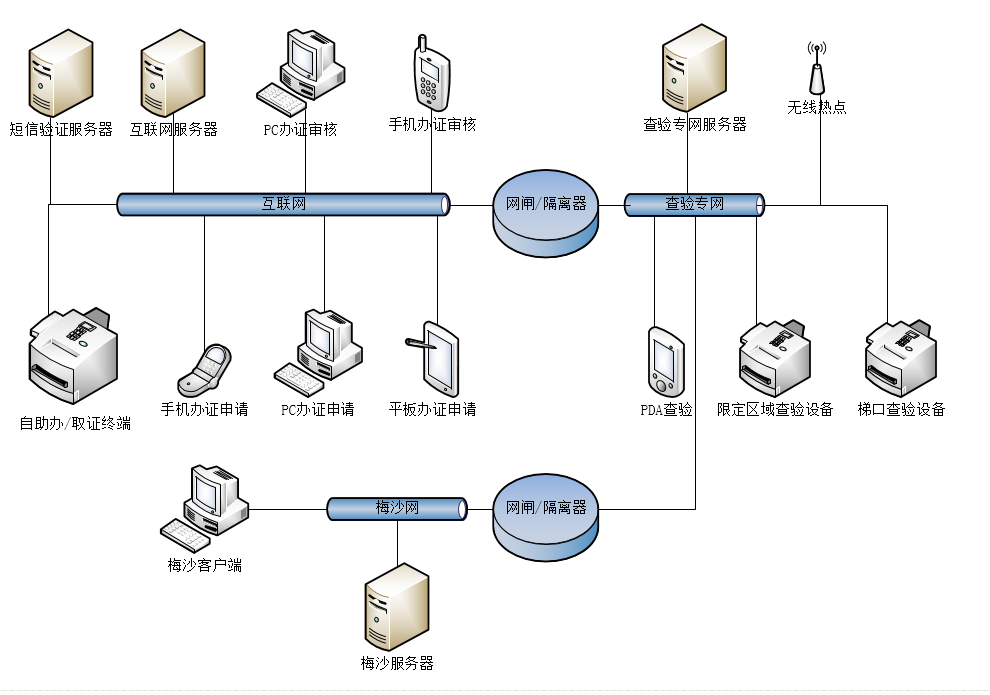 短信验证服务器
互联网服务器
PC办证审核
手机办证审核
查验专网服务器
无线热点
互联网
网闸/隔离器
查验专网
自助办/取证终端
手机办证申请
PC办证申请
平板办证申请
PDA查验
限定区域查验设备
梯口查验设备
梅沙网
网闸/隔离器
梅沙客户端
梅沙服务器